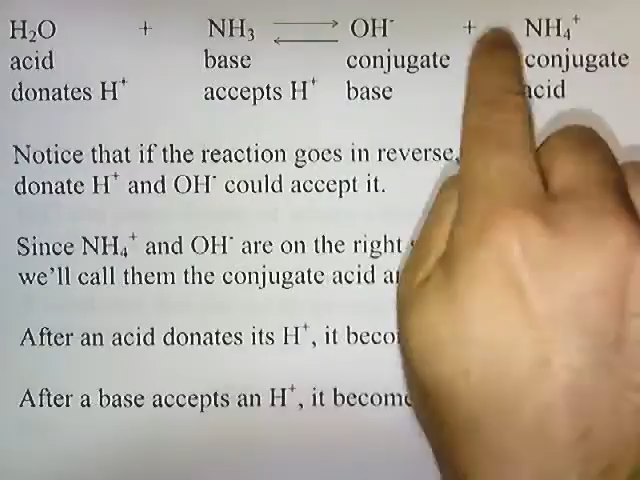 H₂O + NH₃ ⇌ OH⁻ + NH₄⁺
acid base conjugate conjugate
donates H⁺ accepts H⁺ base acid
Notice that if the reaction goes in reverse,
donate H⁺ and OH⁻ could accept it.
Since NH₄⁺ and OH⁻ are on the right
we'll call them the conjugate acid
After an acid donates its H⁺, it
After a base accepts an H⁺, it